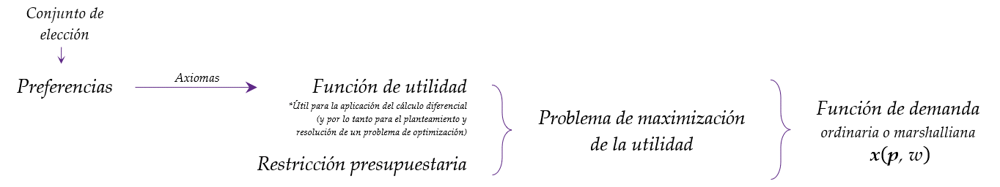 Conjunto de
elección
Preferencias
Axiomas
Función de utilidad
*Útil para la aplicación del cálculo diferencial
(y por lo tanto para el planteamiento y
resolución de un problema de optimización)
Restricción presupuestaria
Problema de maximización
de la utilidad
Función de demanda
ordinaria o marshalliana
x(p, w)